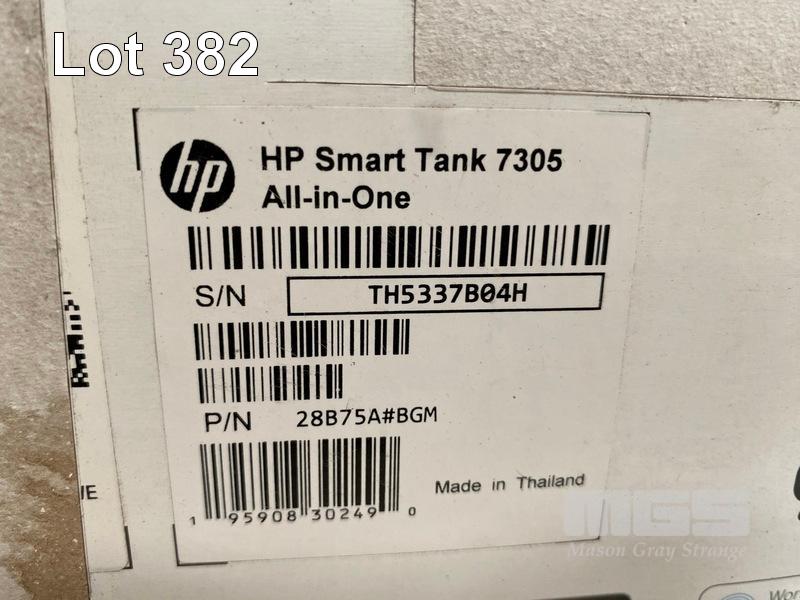 Lot 382
hp
HP Smart Tank 7305
All-in-One
S/N TH5337B04H
P/N 28B75A#BGM
Made in Thailand
1 95908 30249 0
MGS
Mason Gray Strange